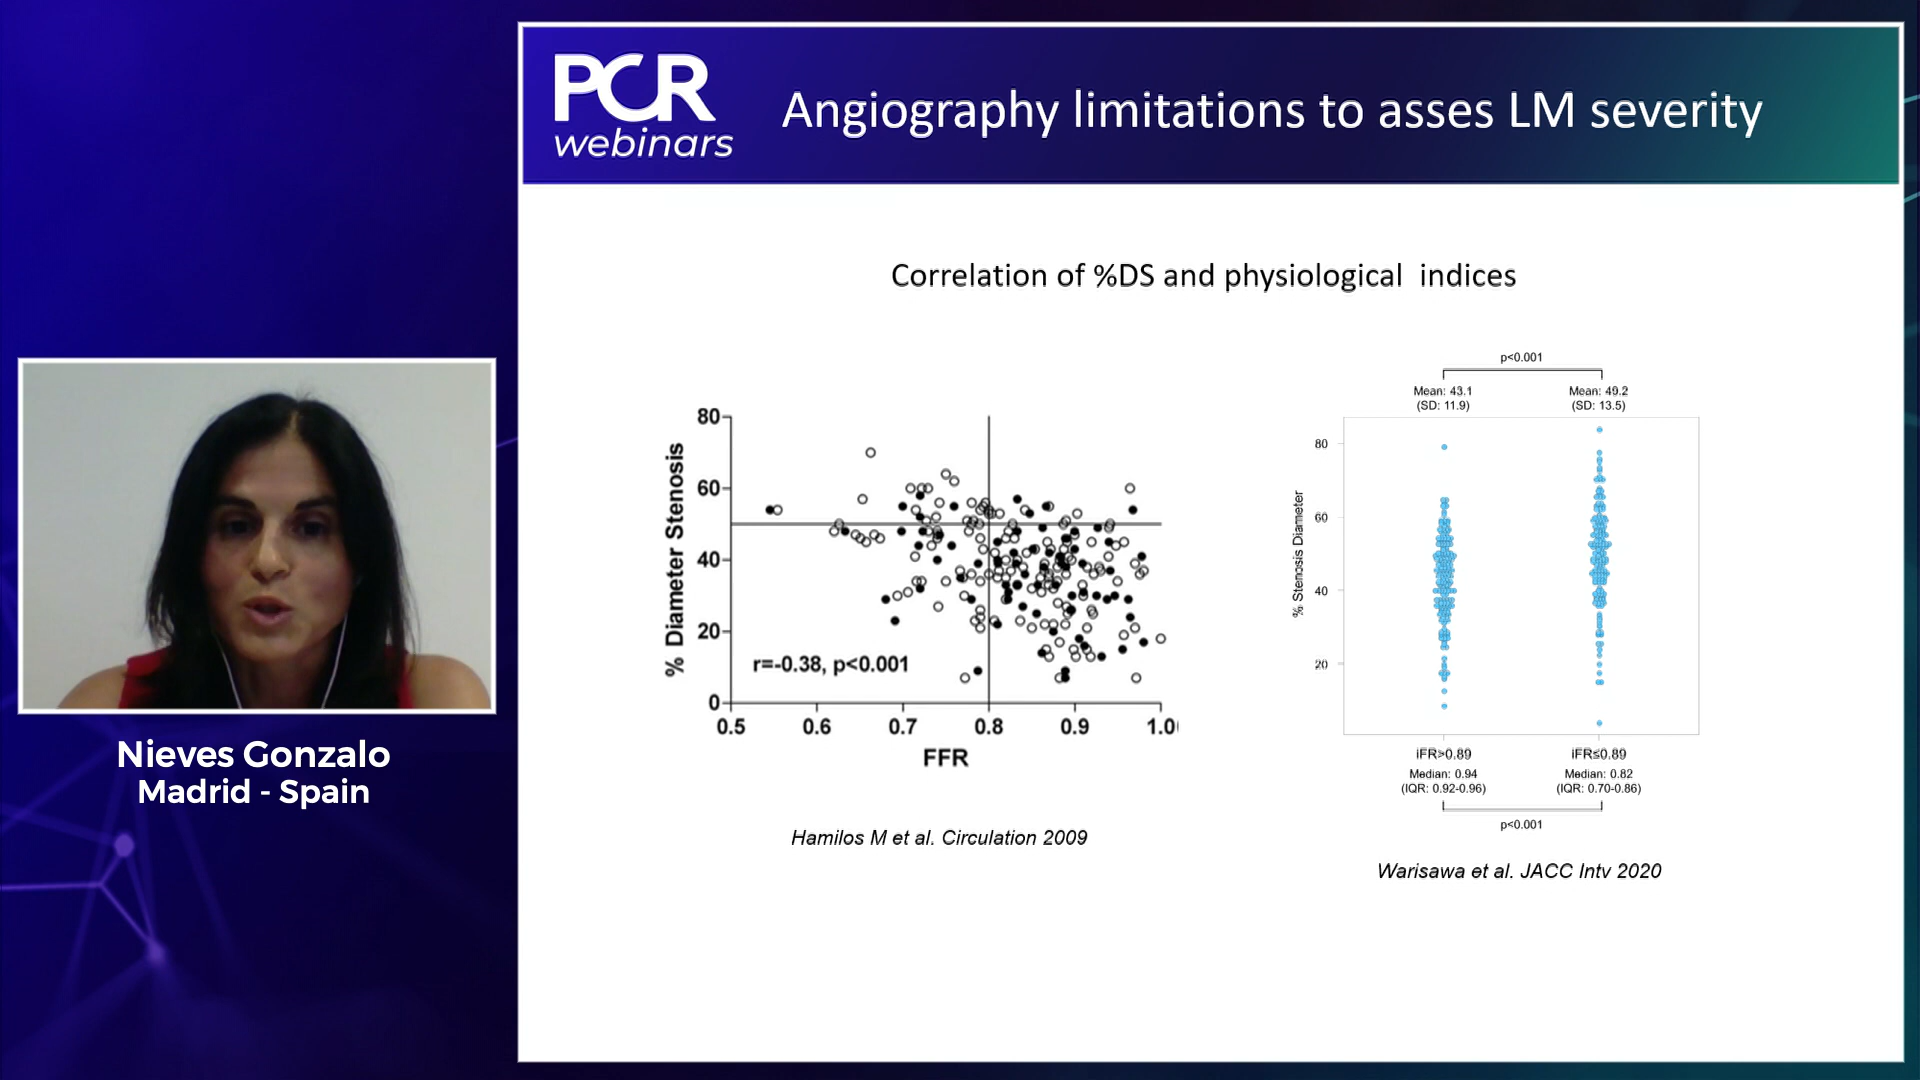 PCR
webinars
Angiography limitations to asses LM severity
Correlation of %DS and physiological indices
% Diameter Stenosis
80
60
40
20
0
r=-0.38, p<0.001
0.5 0.6 0.7 0.8 0.9 1.0
FFR
Hamilos M et al. Circulation 2009
p<0.001
Mean: 43.1 Mean: 49.2
(SD: 11.9) (SD: 13.5)
% Stenosis Diameter
80
60
40
20
iFR>0.89 iFR≤0.89
Median: 0.94 Median: 0.82
(IQR: 0.92-0.96) (IQR: 0.70-0.86)
p<0.001
Warisawa et al. JACC Intv 2020
Nieves Gonzalo
Madrid - Spain